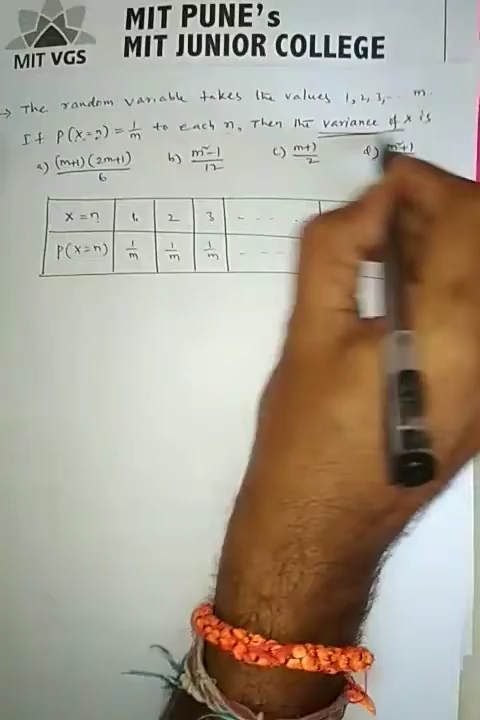 MIT PUNE's
MIT JUNIOR COLLEGE
MIT VGS
→ The random variable takes the values 1, 2, 3, ... m.
If P(X=n) = 1/m to each n, Then the variance of x is
a) (m+1)(2m+1)/6 b) m²-1/12 c) m+1/2 d) m²+1
X = n 1 2 3 - - - ..
P(X=n) 1/m 1/m 1/m - - - -